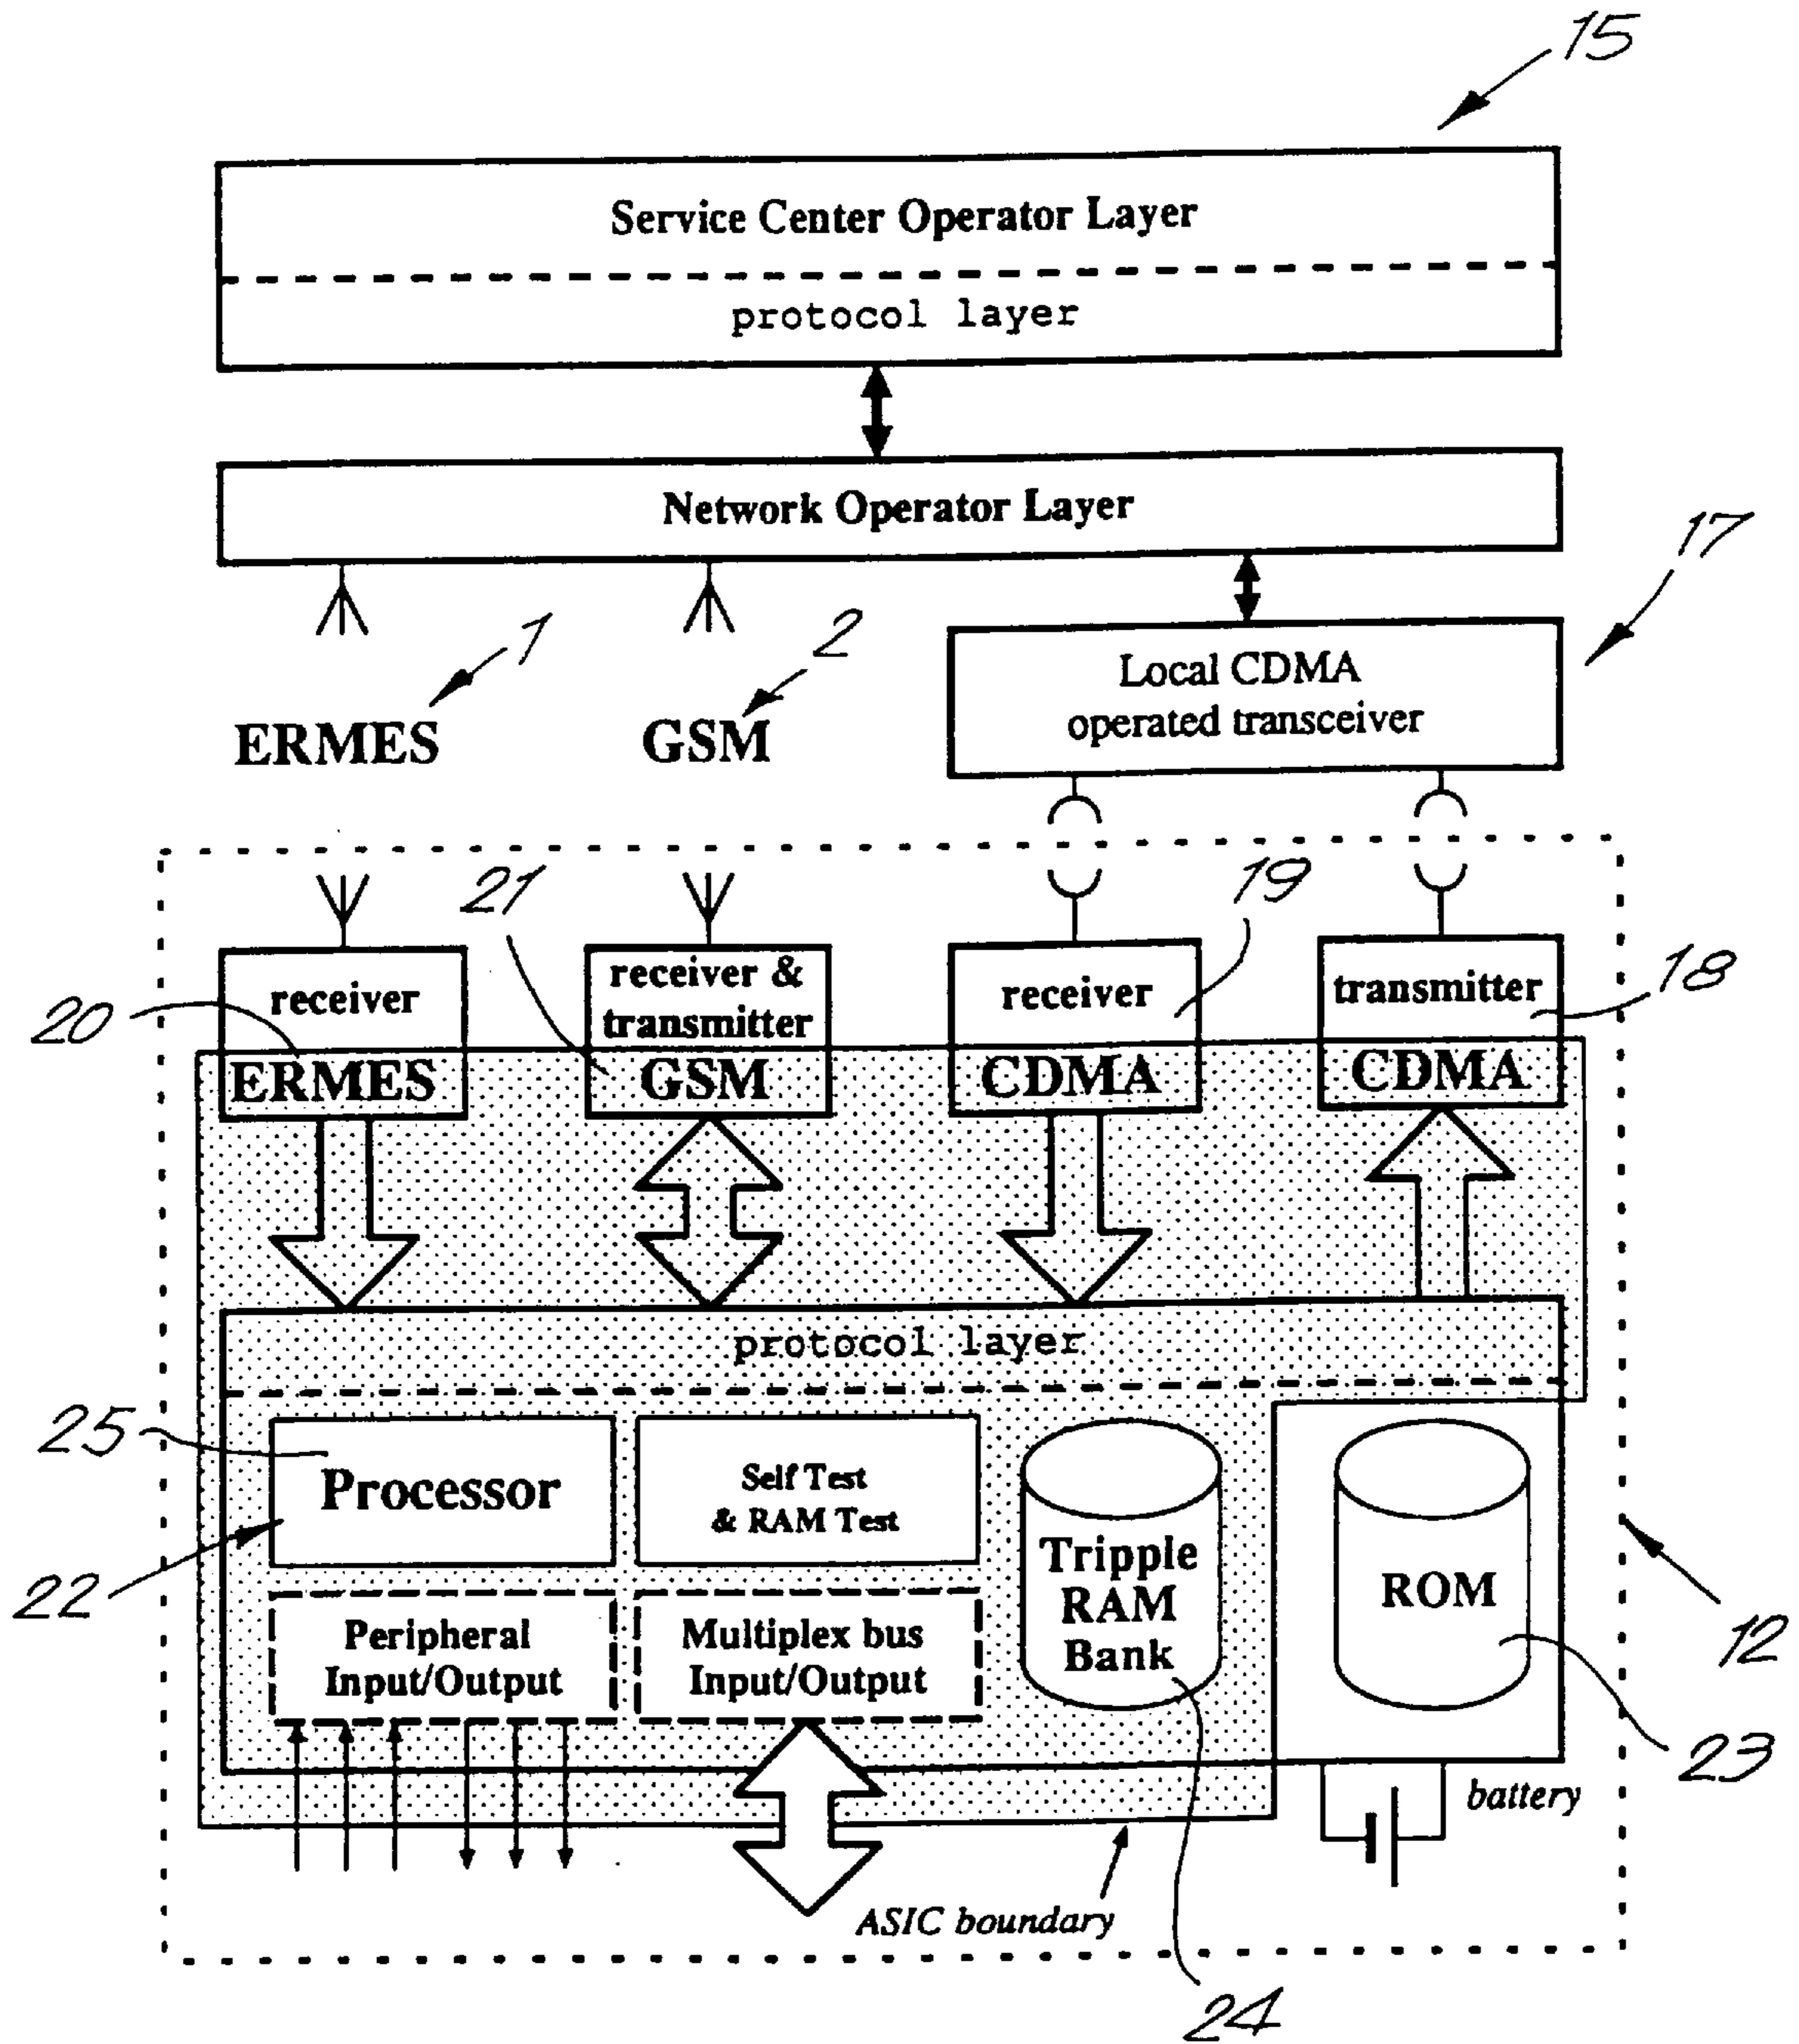 15
Service Center Operator Layer
protocol layer
Network Operator Layer
17
1
2
Local CDMA
operated transceiver
ERMES
GSM
21
19
receiver
receiver &
transmitter
receiver
transmitter
18
20
ERMES
GSM
CDMA
CDMA
protocol layer
25
Processor
Self Test
& RAM Test
Tripple
RAM
Bank
ROM
22
12
Peripheral
Input/Output
Multiplex bus
Input/Output
23
battery
ASIC boundary
24